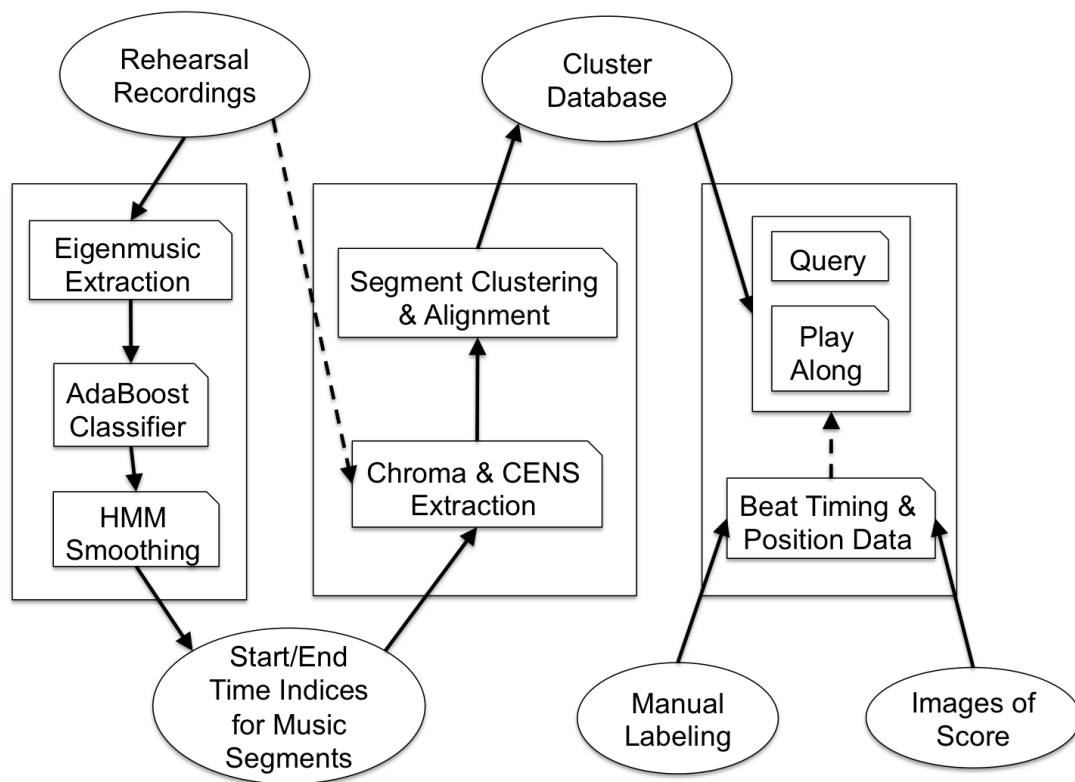 Rehearsal
Recordings
Cluster
Database
Eigenmusic
Extraction
AdaBoost
Classifier
HMM
Smoothing
Start/End
Time Indices
for Music
Segments
Segment Clustering
& Alignment
Chroma & CENS
Extraction
Query
Play
Along
Beat Timing &
Position Data
Manual
Labeling
Images of
Score